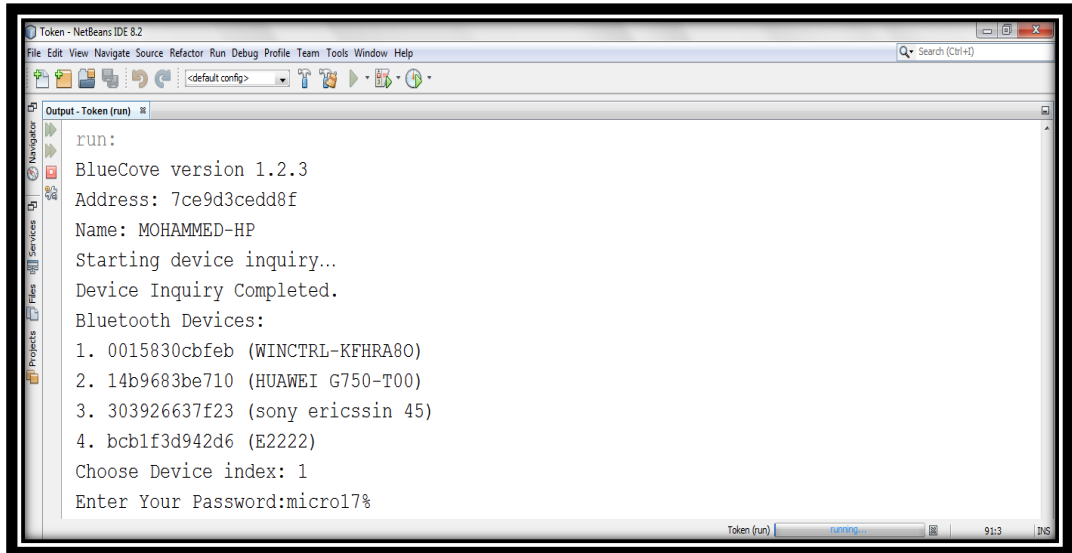 Token - NetBeans IDE 8.2
File Edit View Navigate Source Refactor Run Debug Profile Team Tools Window Help
Search (Ctrl+I)
<default config>
Output - Token (run)
Navigator
Services
Files
Projects
run:
BlueCove version 1.2.3
Address: 7ce9d3cedd8f
Name: MOHAMMED-HP
Starting device inquiry…
Device Inquiry Completed.
Bluetooth Devices:
1. 0015830cbfeb (WINCTRL-KFHRA8O)
2. 14b9683be710 (HUAWEI G750-T00)
3. 303926637f23 (sony ericssin 45)
4. bcb1f3d942d6 (E2222)
Choose Device index: 1
Enter Your Password:micro17%
Token (run) running... 91:3 INS